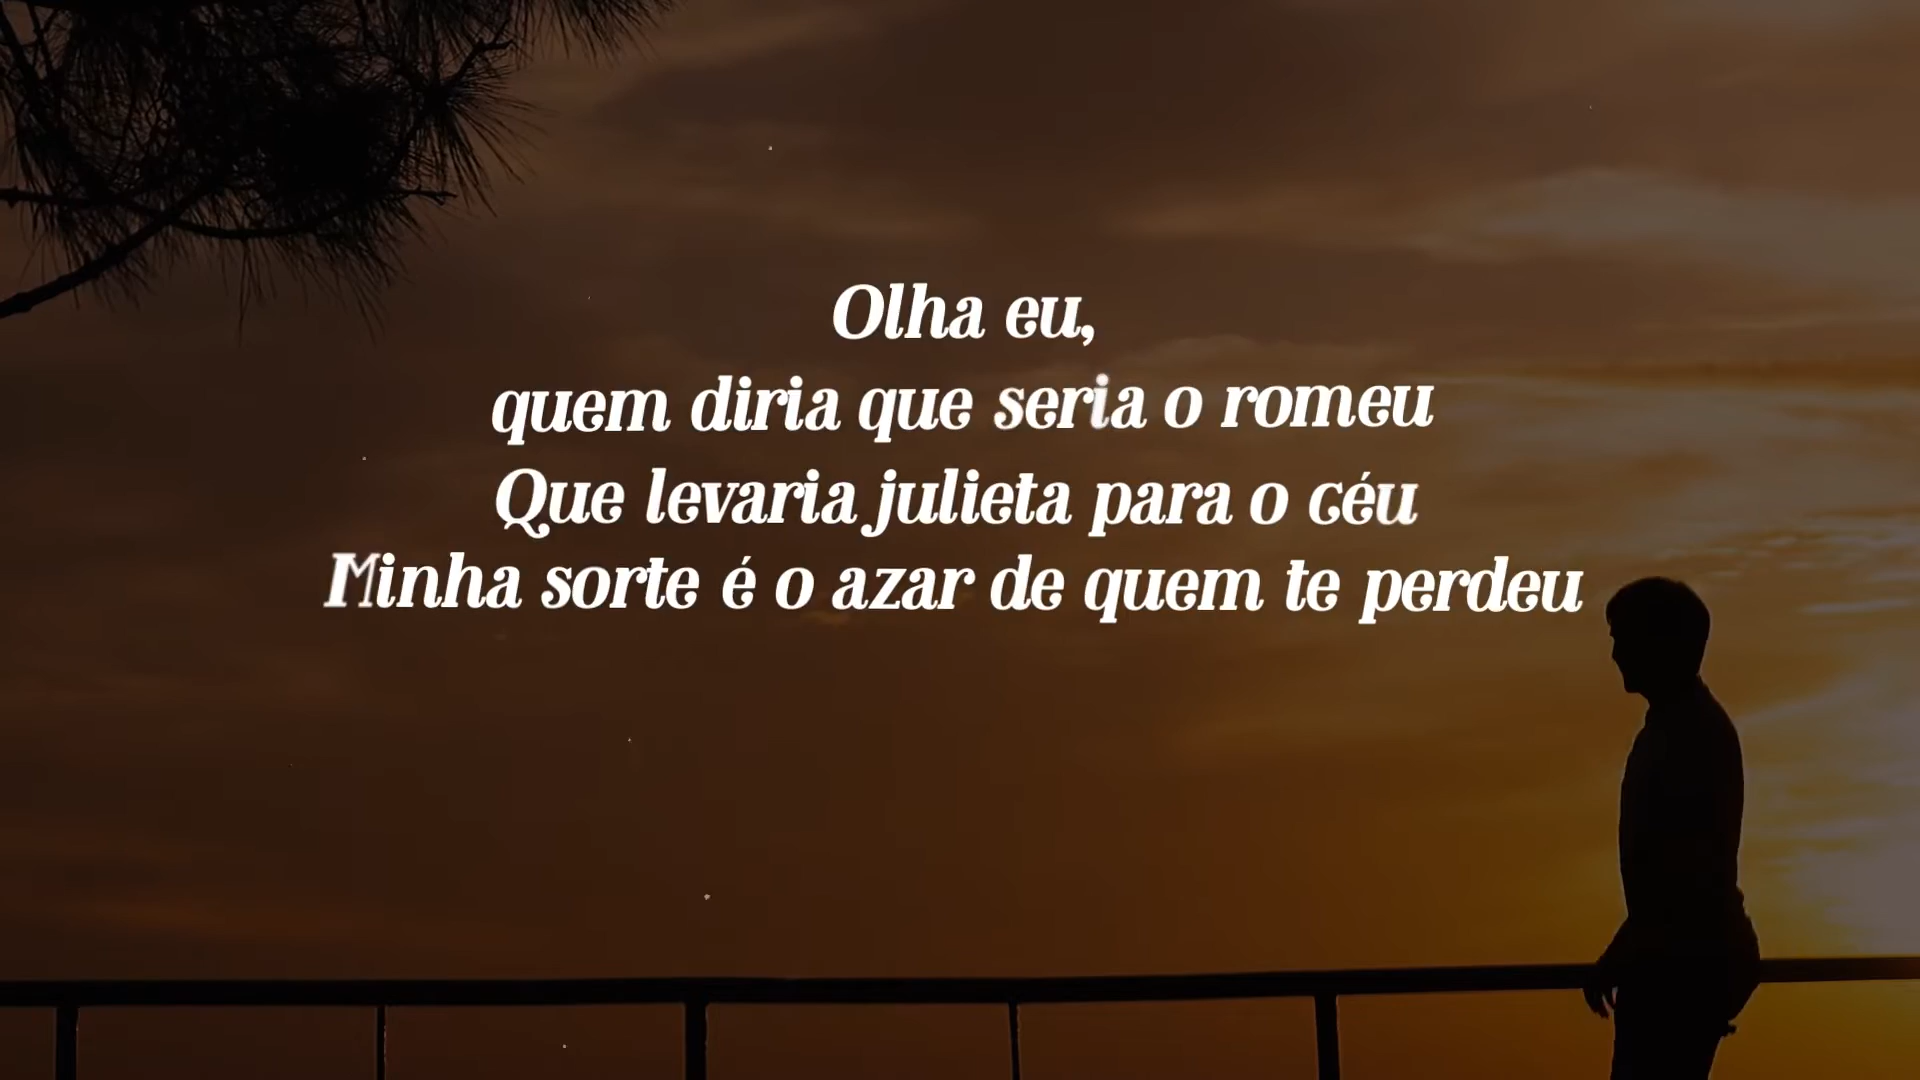 Olha eu,
quem diria que seria o romeu
Que levaria julieta para o céu
Minha sorte é o azar de quem te perdeu